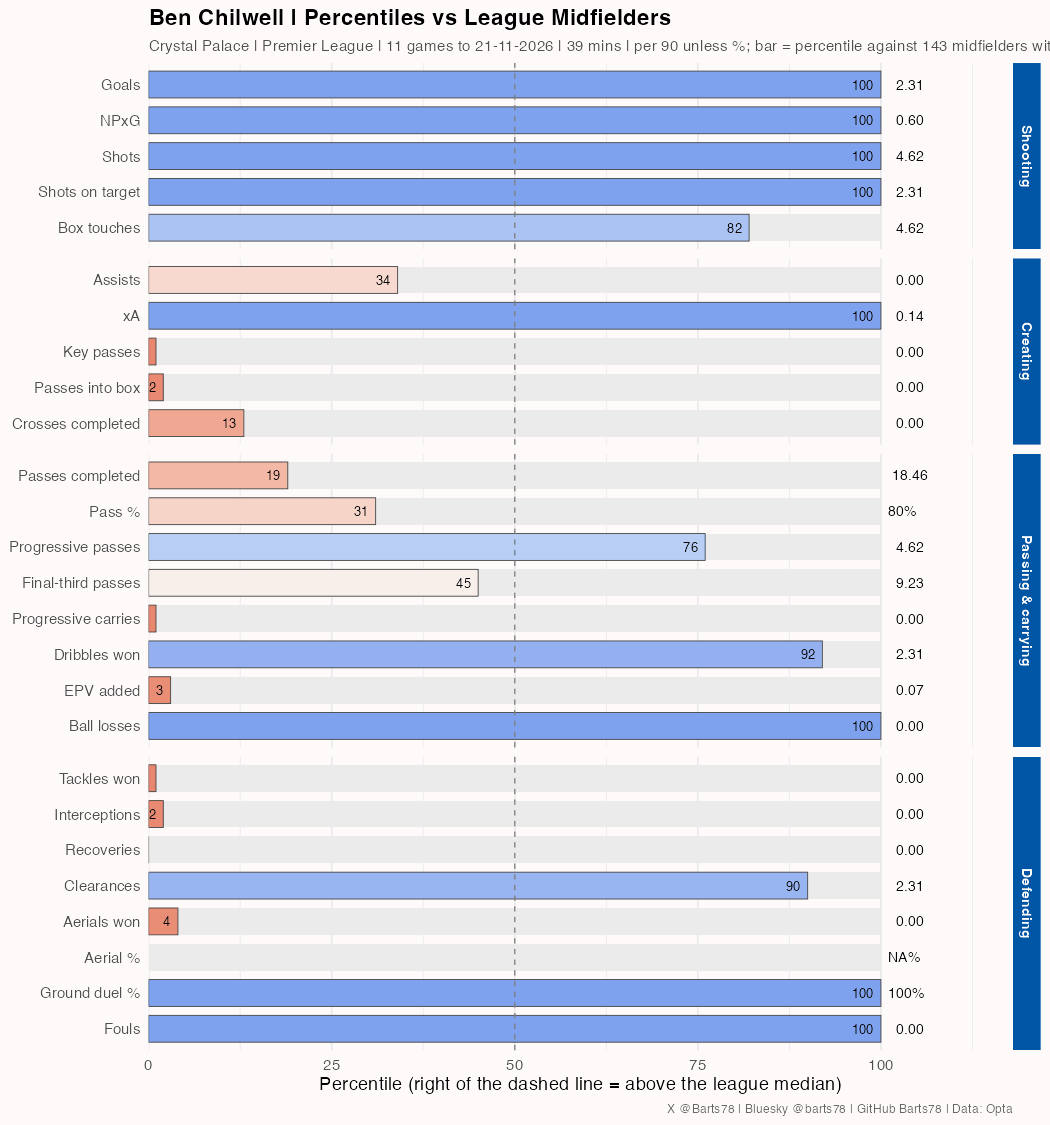 Ben Chilwell | Percentiles vs League Midfielders
Crystal Palace | Premier League | 11 games to 21-11-2026 | 39 mins | per 90 unless %; bar = percentile against 143 midfielders wit
Goals 100 2.31
NPxG 100 0.60
Shots 100 4.62
Shots on target 100 2.31
Box touches 82 4.62
Shooting
Assists 34 0.00
xA 100 0.14
Key passes 0.00
Passes into box 2 0.00
Crosses completed 13 0.00
Creating
Passes completed 19 18.46
Pass % 31 80%
Progressive passes 76 4.62
Final-third passes 45 9.23
Progressive carries 0.00
Dribbles won 92 2.31
EPV added 3 0.07
Ball losses 100 0.00
Passing & carrying
Tackles won 0.00
Interceptions 2 0.00
Recoveries 0.00
Clearances 90 2.31
Aerials won 4 0.00
Aerial % NA%
Ground duel % 100 100%
Fouls 100 0.00
Defending
0 25 50 75 100
Percentile (right of the dashed line = above the league median)
X @Barts78 | Bluesky @barts78 | GitHub Barts78 | Data: Opta